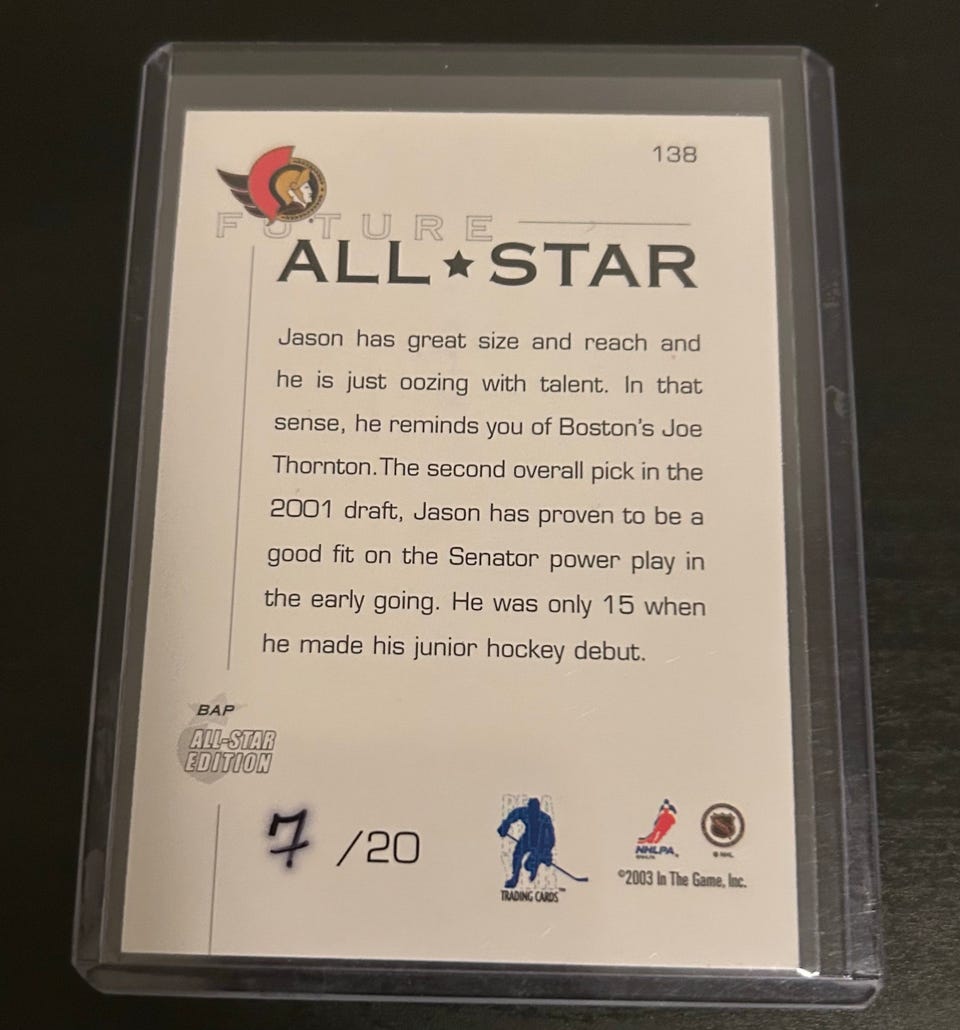 138
FUTURE
ALL★STAR
Jason has great size and reach and
he is just oozing with talent. In that
sense, he reminds you of Boston's Joe
Thornton.The second overall pick in the
2001 draft, Jason has proven to be a
good fit on the Senator power play in
the early going. He was only 15 when
he made his junior hockey debut.
BAP
ALL-STAR
EDITION
7 /20
TRADING CARDS™
NHLPA
© NHL
©2003 In The Game, Inc.